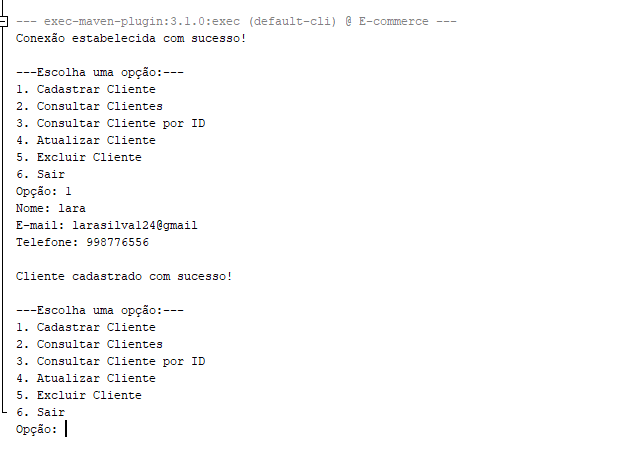 --- exec-maven-plugin:3.1.0:exec (default-cli) @ E-commerce ---
Conexão estabelecida com sucesso!
---Escolha uma opção:---
1. Cadastrar Cliente
2. Consultar Clientes
3. Consultar Cliente por ID
4. Atualizar Cliente
5. Excluir Cliente
6. Sair
Opção: 1
Nome: lara
E-mail: larasilva124@gmail
Telefone: 998776556
Cliente cadastrado com sucesso!
---Escolha uma opção:---
1. Cadastrar Cliente
2. Consultar Clientes
3. Consultar Cliente por ID
4. Atualizar Cliente
5. Excluir Cliente
6. Sair
Opção: